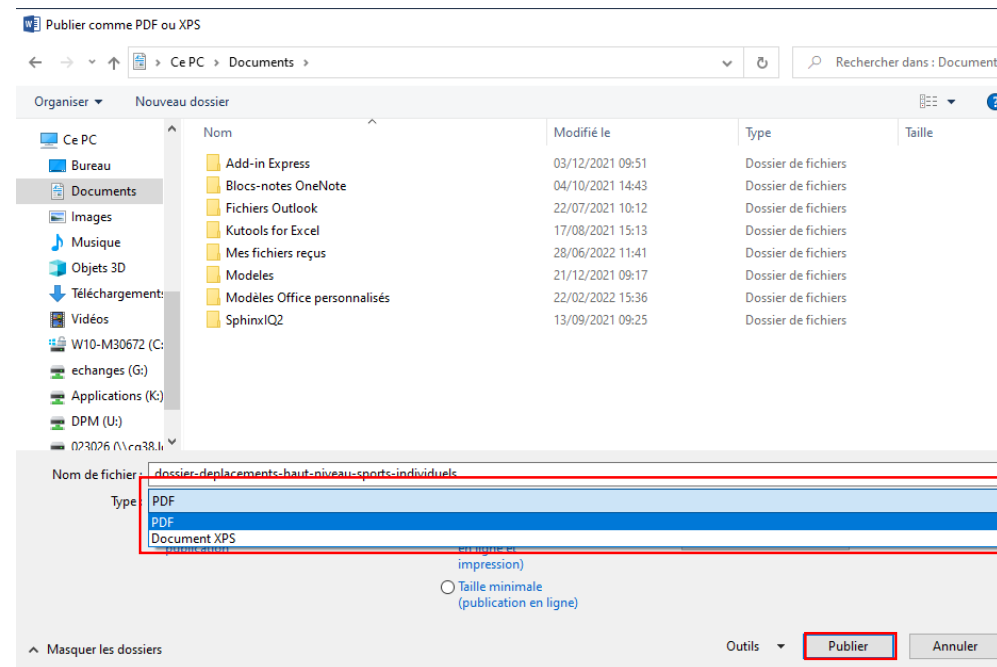 Publier comme PDF ou XPS
Ce PC > Documents >
Rechercher dans : Document
Organiser
Nouveau dossier
Nom Modifié le Type Taille
Ce PC
Bureau
Documents
Images
Musique
Objets 3D
Téléchargements
Vidéos
W10-M30672 (C:
echanges (G:)
Applications (K:)
DPM (U:)
Add-in Express 03/12/2021 09:51 Dossier de fichiers
Blocs-notes OneNote 04/10/2021 14:43 Dossier de fichiers
Fichiers Outlook 22/07/2021 10:12 Dossier de fichiers
Kutools for Excel 17/08/2021 15:13 Dossier de fichiers
Mes fichiers reçus 28/06/2022 11:41 Dossier de fichiers
Modeles 21/12/2021 09:17 Dossier de fichiers
Modèles Office personnalisés 22/02/2022 15:36 Dossier de fichiers
SphinxIQ2 13/09/2021 09:25 Dossier de fichiers
Nom de fichier : dossier-deplacements-haut-niveau-sports-individuels
Type : PDF
PDF
Document XPS
publication
en ligne et
impression)
Taille minimale
(publication en ligne)
Masquer les dossiers
Outils
Publier
Annuler